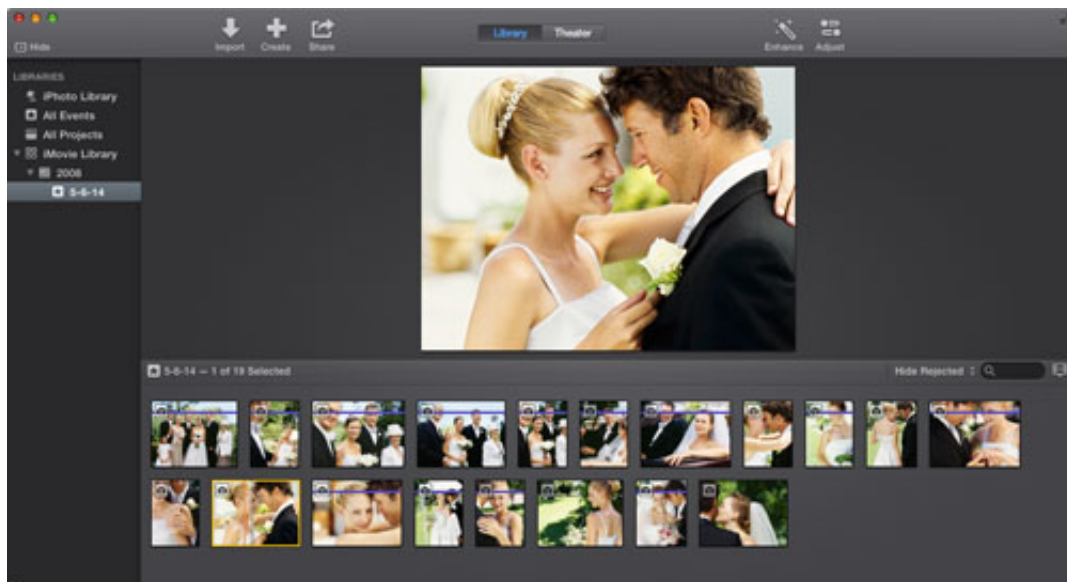 Hide
Import
Create
Share
Library
Theater
Enhance
Adjust
LIBRARIES
iPhoto Library
All Events
All Projects
iMovie Library
2008
5-6-14
5-6-14 — 1 of 19 Selected
Hide Rejected